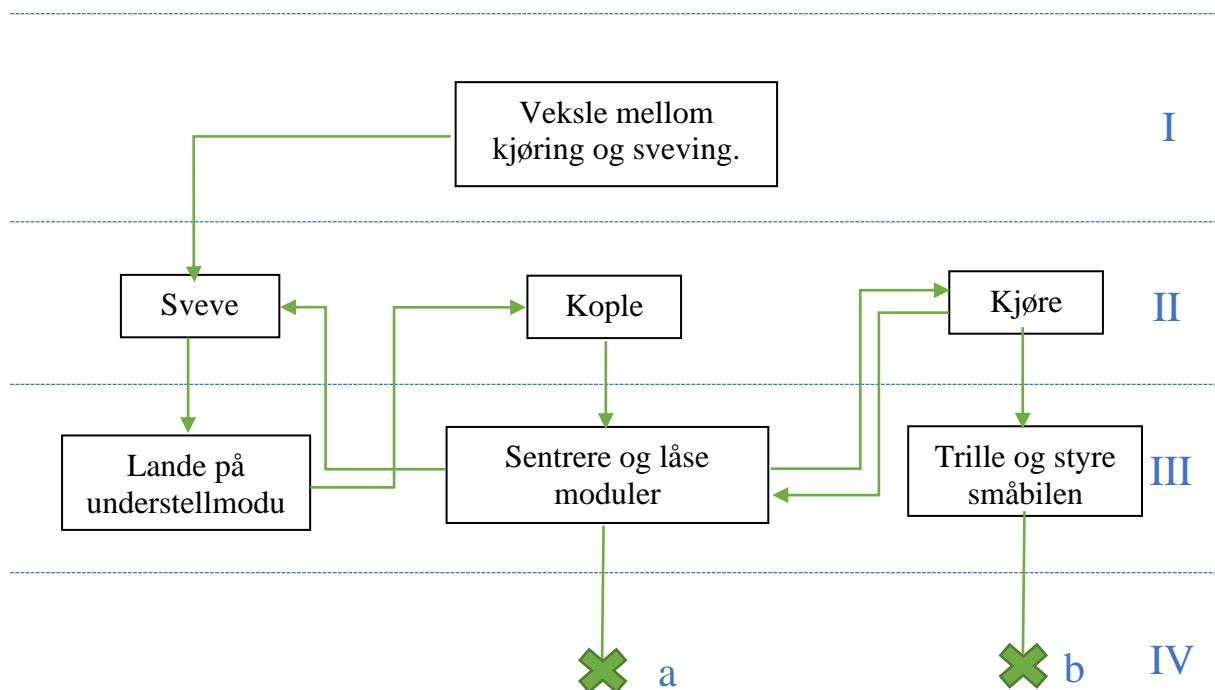 Veksle mellom
kjøring og sveving.
I
Sveve
Kople
Kjøre
II
Lande på
understellmodu
Sentrere og låse
moduler
Trille og styre
småbilen
III
a
b
IV